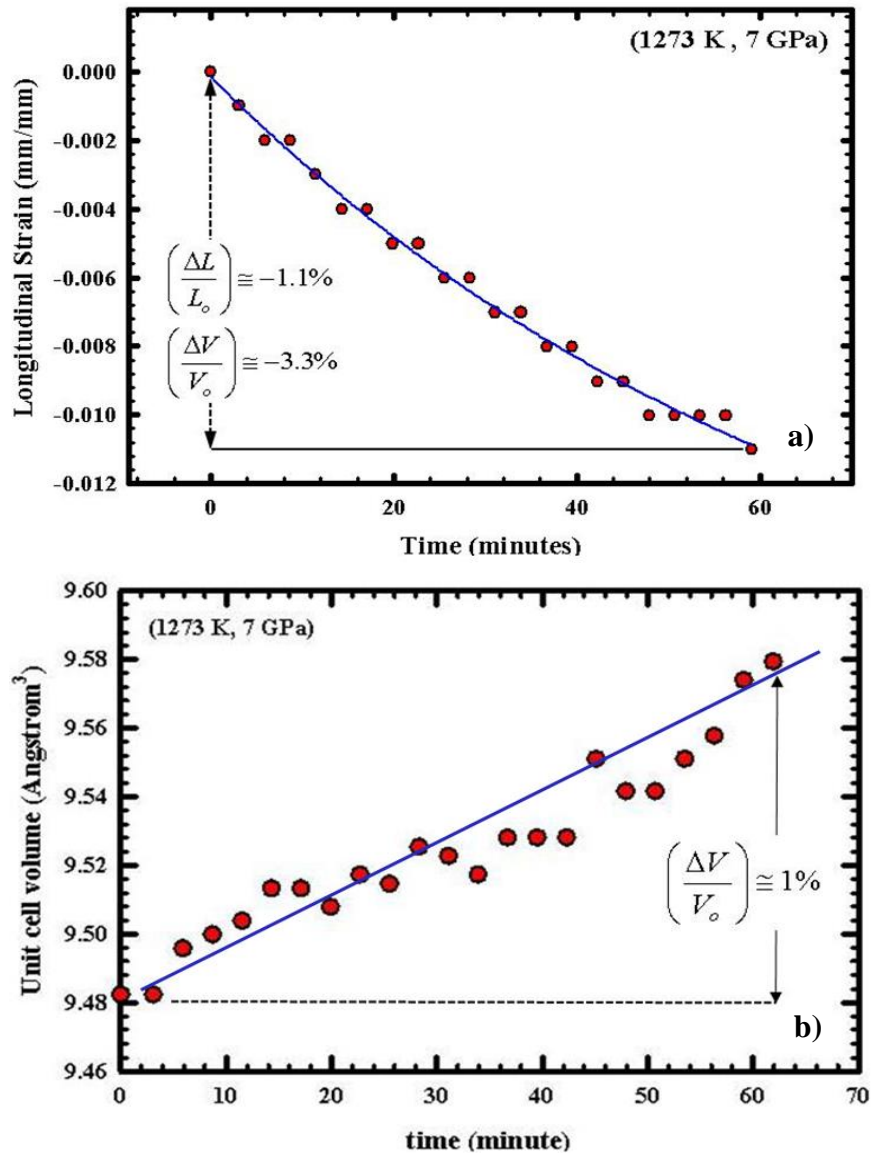 (1273 K , 7 GPa)
0.000
-0.002
-0.004
-0.006
-0.008
-0.010
-0.012
Longitudinal Strain (mm/mm)
(ΔL/Lo) ≅ -1.1%
(ΔV/Vo) ≅ -3.3%
a)
0 20 40 60
Time (minutes)
9.60
9.58
9.56
9.54
9.52
9.50
9.48
9.46
Unit cell volume (Angstrom³)
(1273 K, 7 GPa)
(ΔV/Vo) ≅ 1%
b)
0 10 20 30 40 50 60 70
time (minute)